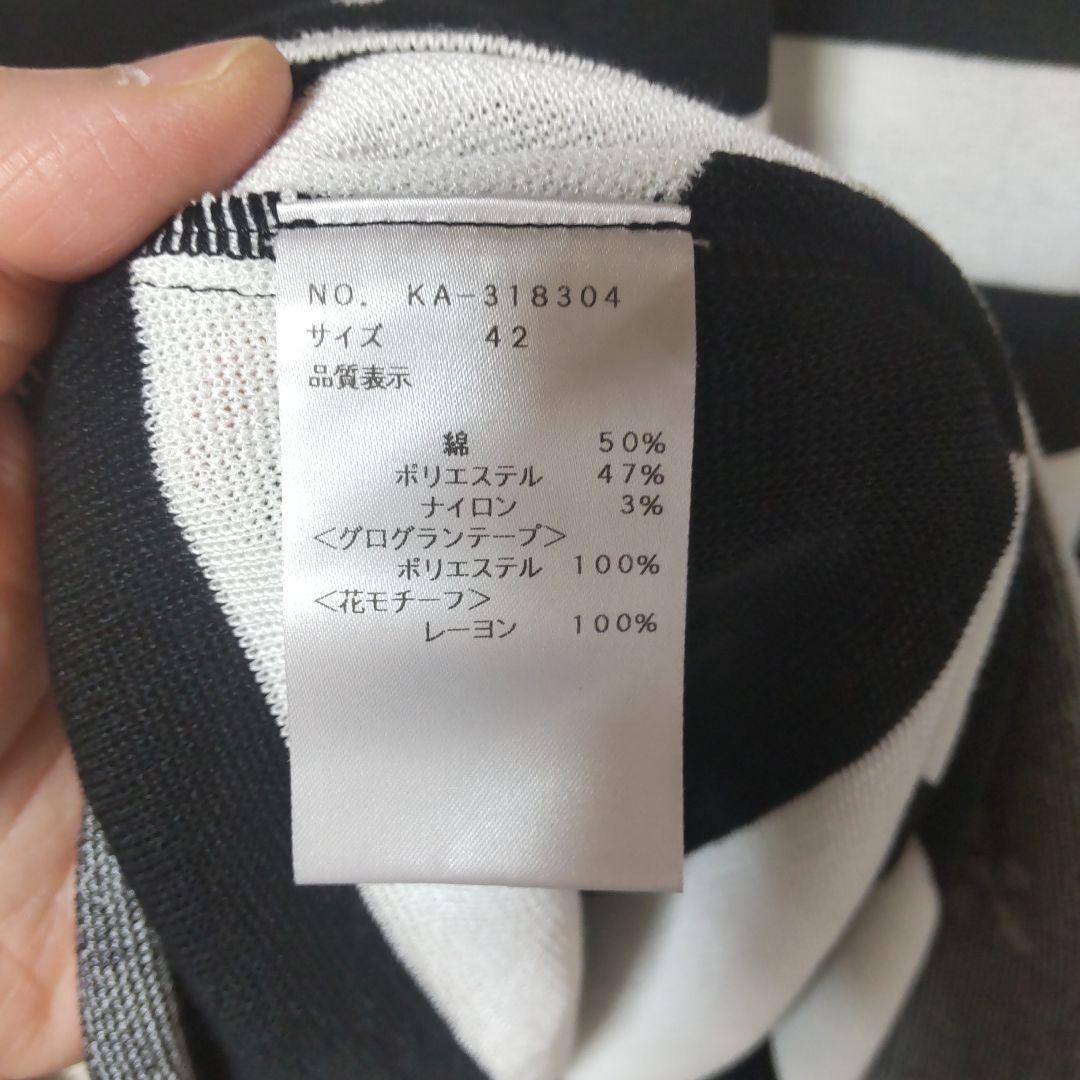 NO. KA-318304
サイズ 42
品質表示
綿 50%
ポリエステル 47%
ナイロン 3%
<グログランテープ>
ポリエステル 100%
<花モチーフ>
レーヨン 100%